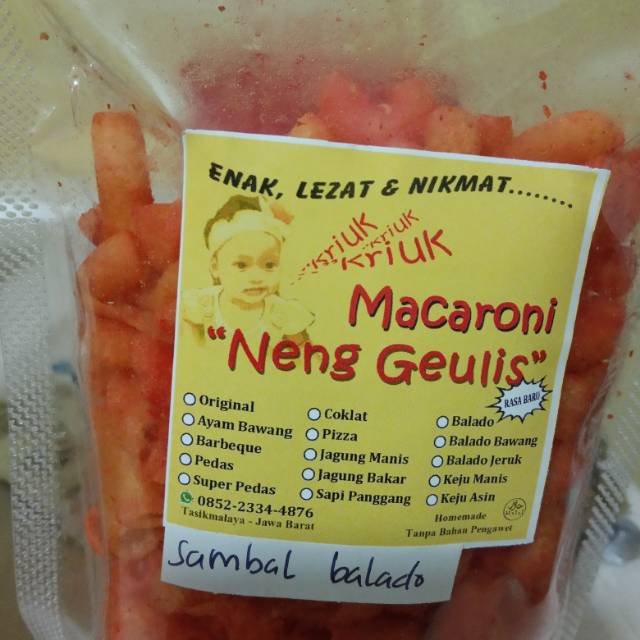 ENAK, LEZAT & NIKMAT........
Kriuk
Kriuk
Kriuk
Macaroni
"Neng Geulis"
RASA BARU
Original
Ayam Bawang
Barbeque
Pedas
Super Pedas
Coklat
Pizza
Jagung Manis
Jagung Bakar
Sapi Panggang
Balado
Balado Bawang
Balado Jeruk
Keju Manis
Keju Asin
0852-2334-4876
Tasikmalaya - Jawa Barat
Homemade
Tanpa Bahan Pengawet
Sambal balado